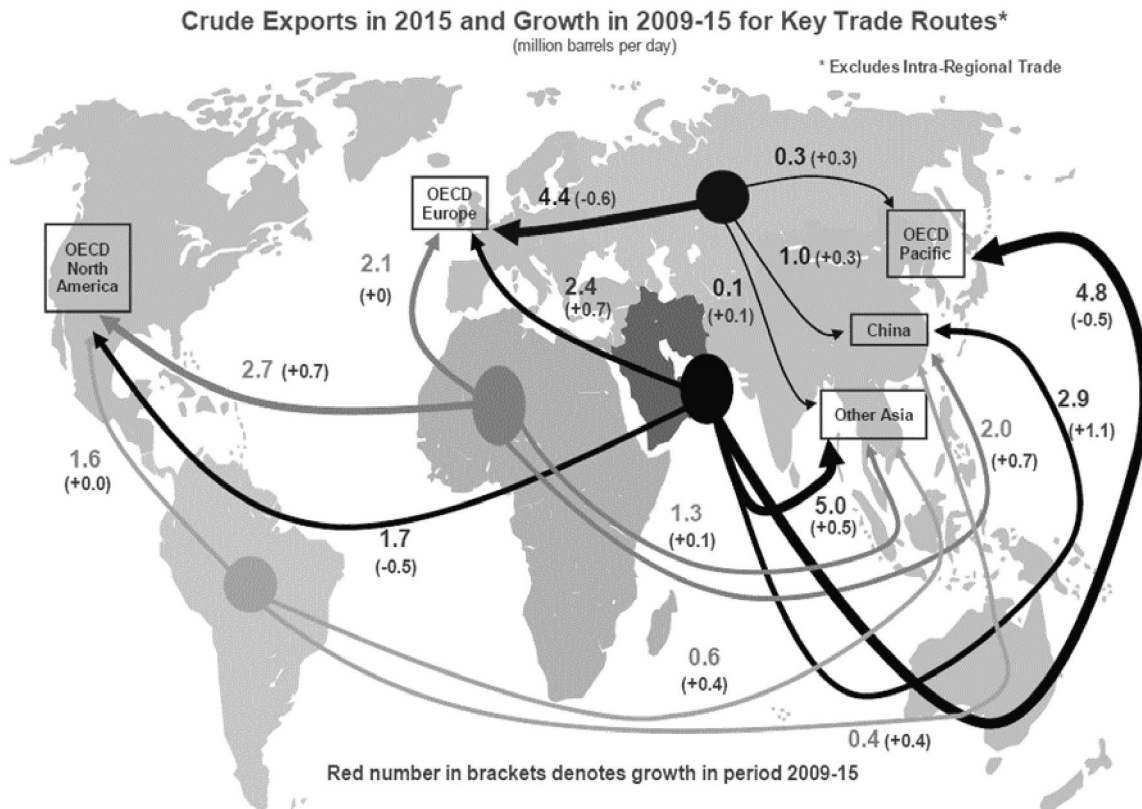 Crude Exports in 2015 and Growth in 2009-15 for Key Trade Routes*
(million barrels per day)
* Excludes Intra-Regional Trade
0.3 (+0.3)
OECD
Europe
4.4 (-0.6)
OECD
North
America
OECD
Pacific
2.1
(+0)
1.0 (+0.3)
2.4
(+0.7)
0.1
(+0.1)
4.8
(-0.5)
China
2.7 (+0.7)
Other Asia
2.9
(+1.1)
2.0
(+0.7)
1.6
(+0.0)
5.0
(+0.5)
1.3
(+0.1)
1.7
(-0.5)
0.6
(+0.4)
0.4 (+0.4)
Red number in brackets denotes growth in period 2009-15